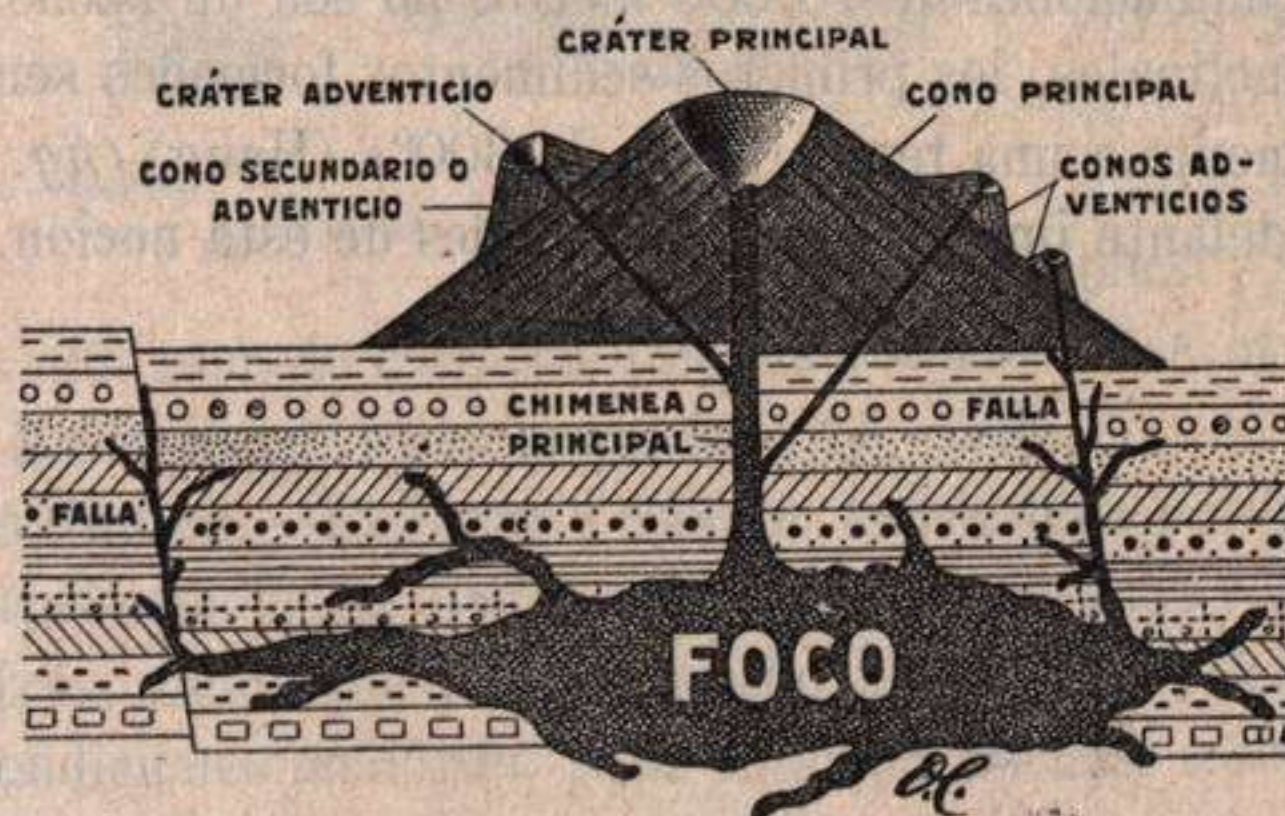 CRÁTER PRINCIPAL
CRÁTER ADVENTICIO
CONO PRINCIPAL
CONO SECUNDARIO O
ADVENTICIO
CONOS AD-
VENTICIOS
CHIMENEA
PRINCIPAL
FALLA
FALLA
FOCO
O.C.